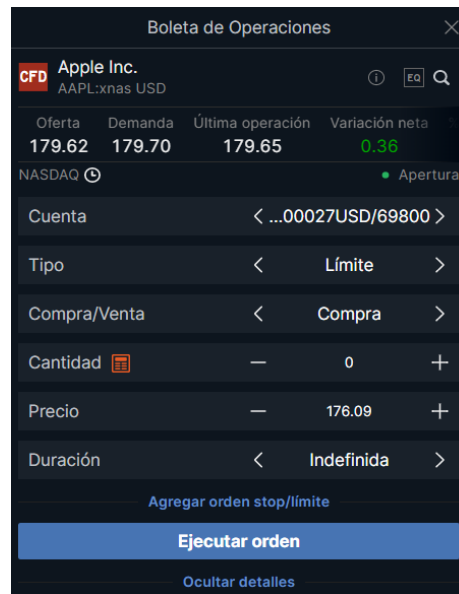 Boleta de Operaciones
CFD Apple Inc.
AAPL:xnas USD
EQ
Oferta Demanda Última operación Variación neta
179.62 179.70 179.65 0.36
NASDAQ Apertura
Cuenta ...00027USD/69800
Tipo Límite
Compra/Venta Compra
Cantidad 0
Precio 176.09
Duración Indefinida
Agregar orden stop/límite
Ejecutar orden
Ocultar detalles